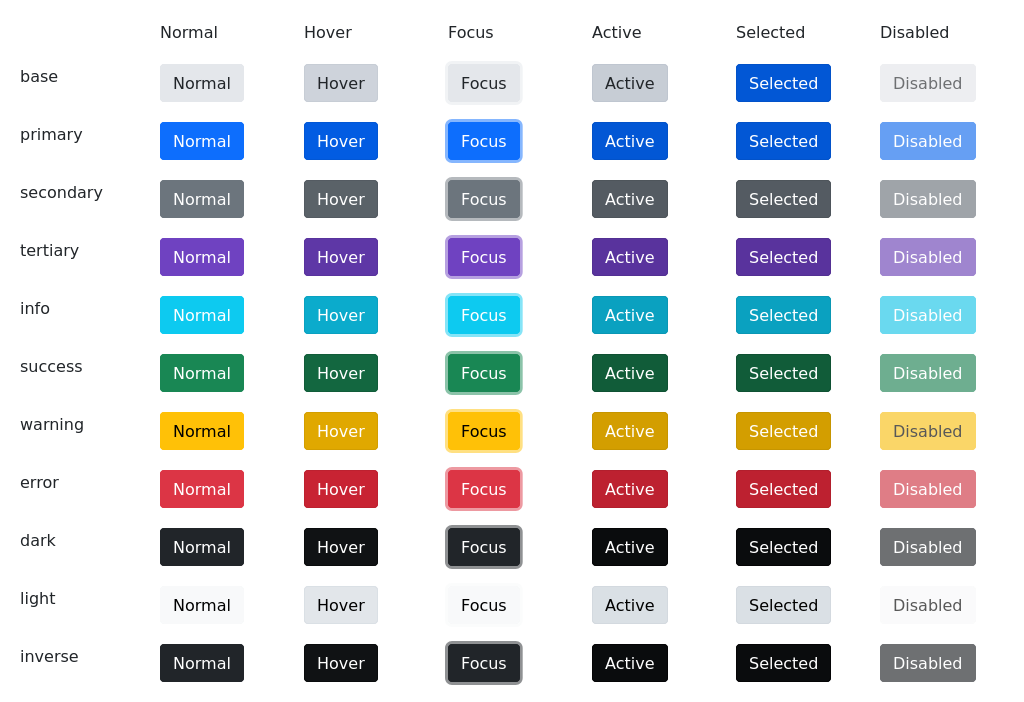 Normal Hover Focus Active Selected Disabled
base Normal Hover Focus Active Selected Disabled
primary Normal Hover Focus Active Selected Disabled
secondary Normal Hover Focus Active Selected Disabled
tertiary Normal Hover Focus Active Selected Disabled
info Normal Hover Focus Active Selected Disabled
success Normal Hover Focus Active Selected Disabled
warning Normal Hover Focus Active Selected Disabled
error Normal Hover Focus Active Selected Disabled
dark Normal Hover Focus Active Selected Disabled
light Normal Hover Focus Active Selected Disabled
inverse Normal Hover Focus Active Selected Disabled